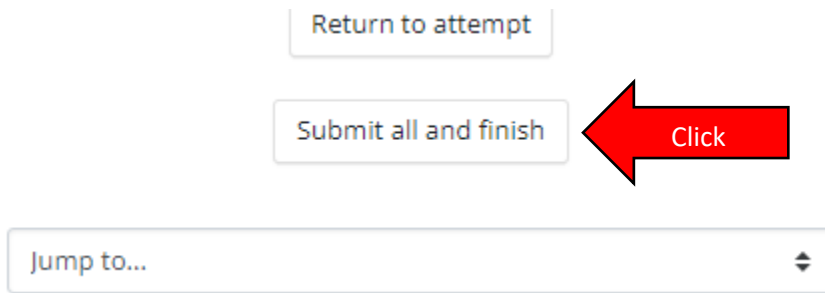 Return to attempt
Submit all and finish
Click
Jump to...